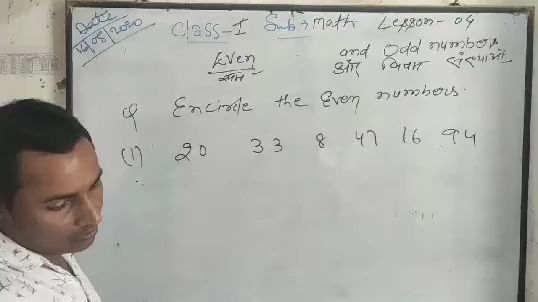 Date
14/08/2020
Class-I Sub→Math Lesson-04
Even and Odd numbers
सम और विषम संख्याओं
Q Encircle the Even numbers.
(1) 20 33 8 47 16 94